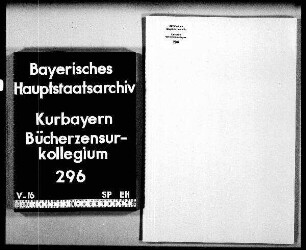 Bayerisches
Hauptstaatsarchiv
Kurbayern
Bücherzensur-
kollegium
296
V-16 SP EH